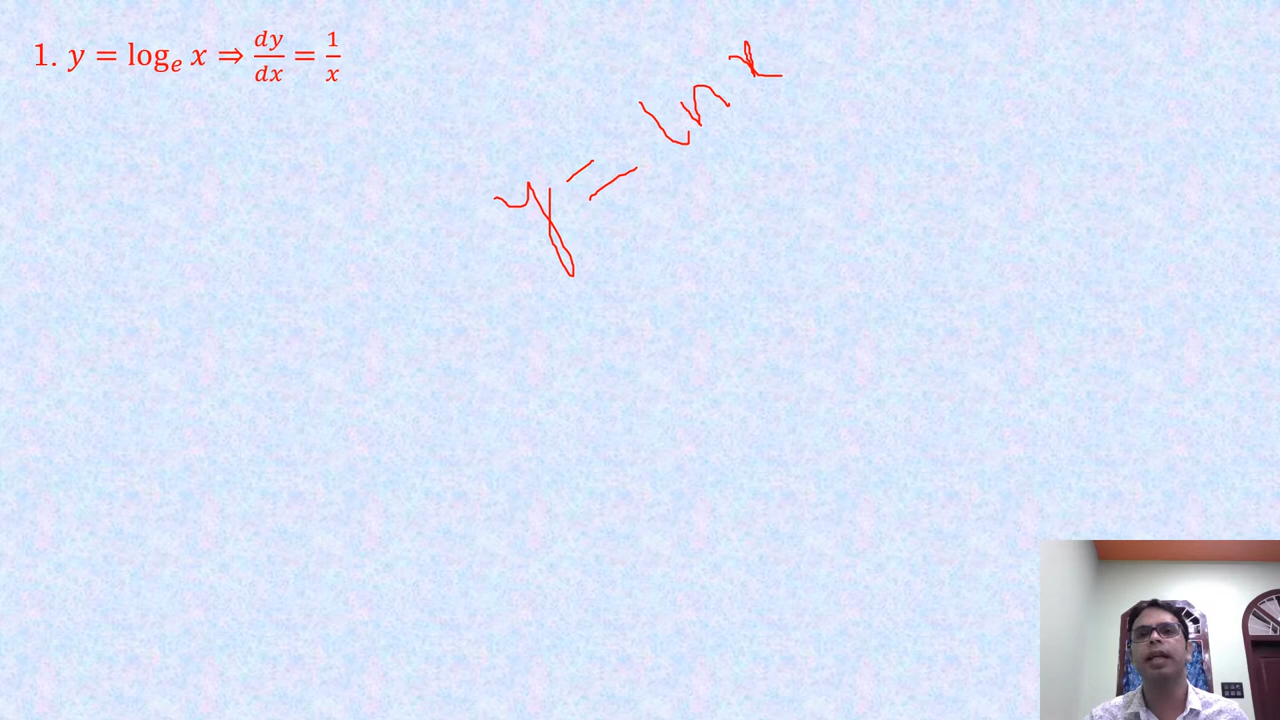 1. y = logₑ x ⇒ dy/dx = 1/x
y = ln x